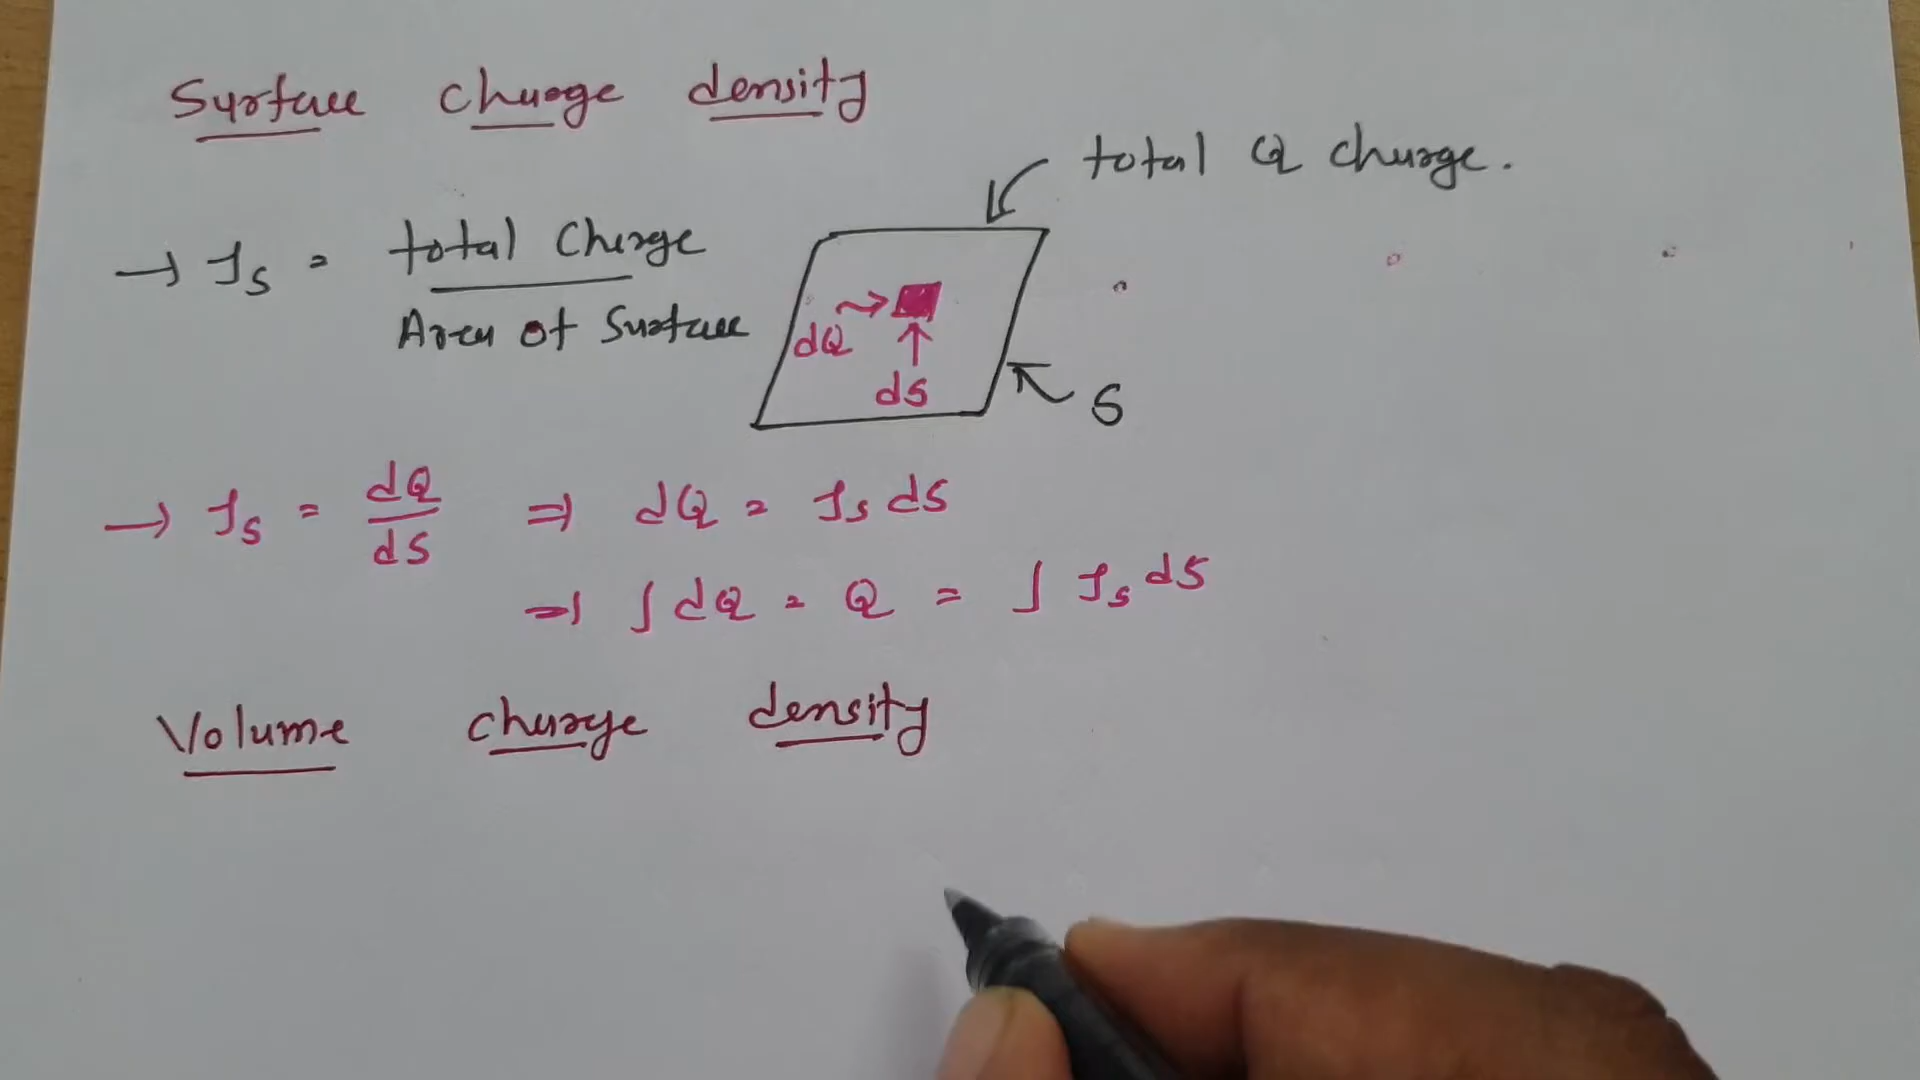 Surface charge density
total Q charge.
→ ρs = total Charge / Area of Surface
dQ
dS
S
→ ρs = dQ/dS ⇒ dQ = ρs dS
⇒ ∫ dQ = Q = ∫ ρs dS
Volume charge density